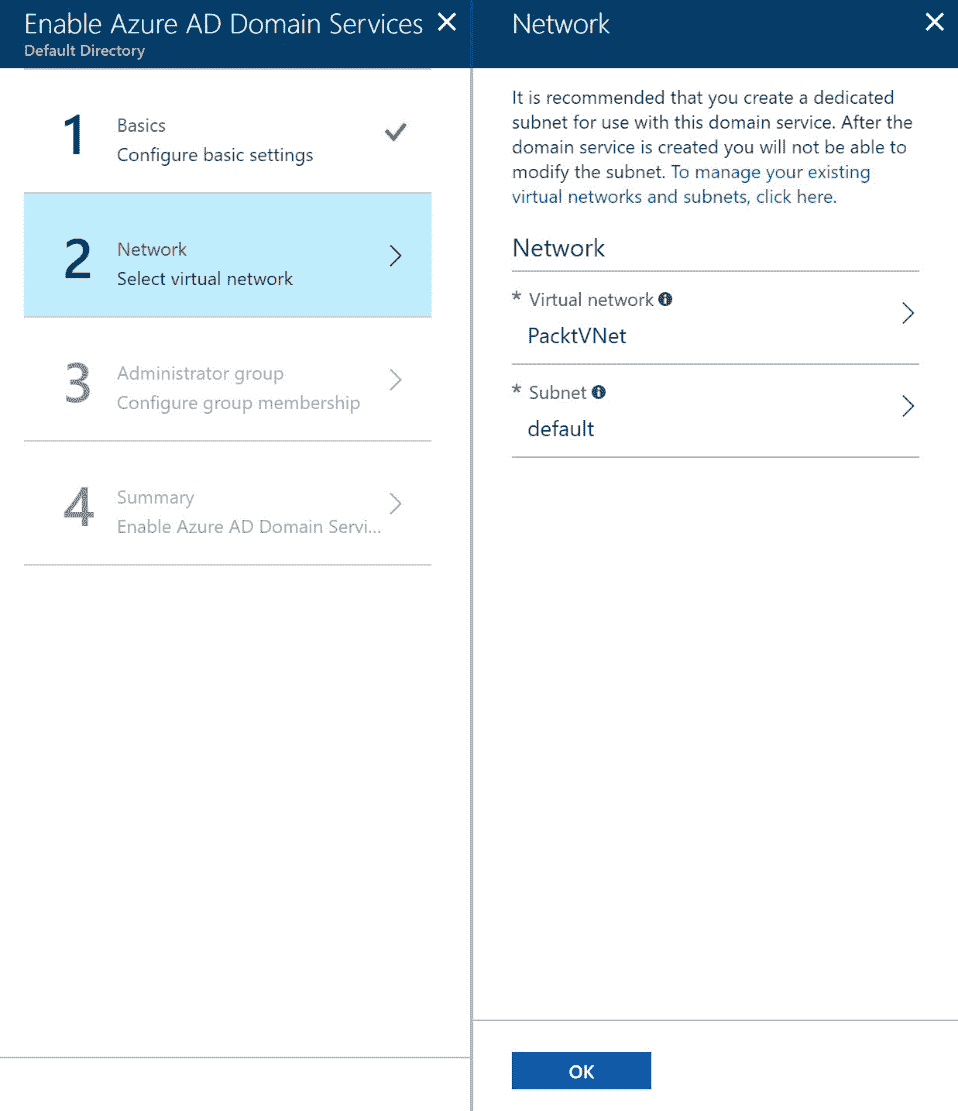 Enable Azure AD Domain Services
Default Directory
1
Basics
Configure basic settings
2
Network
Select virtual network
3
Administrator group
Configure group membership
4
Summary
Enable Azure AD Domain Servi...
Network
It is recommended that you create a dedicated
subnet for use with this domain service. After the
domain service is created you will not be able to
modify the subnet. To manage your existing
virtual networks and subnets, click here.
Network
* Virtual network
PacktVNet
* Subnet
default
OK